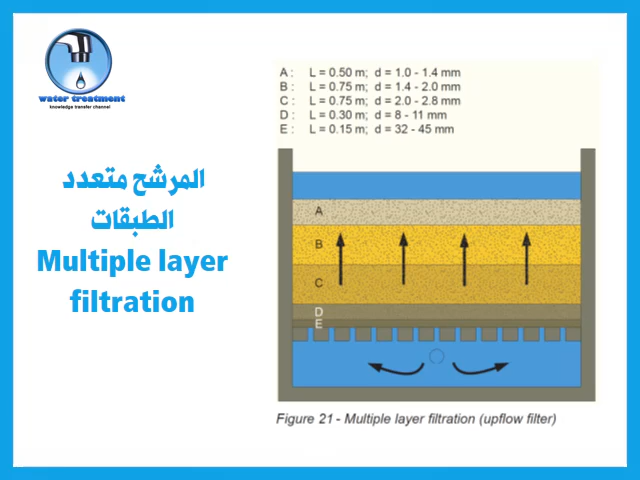 water treatment
knowledge transfer channel
المرشح متعدد
الطبقات
Multiple layer
filtration
A : L = 0.50 m; d = 1.0 - 1.4 mm
B : L = 0.75 m; d = 1.4 - 2.0 mm
C : L = 0.75 m; d = 2.0 - 2.8 mm
D : L = 0.30 m; d = 8 - 11 mm
E : L = 0.15 m; d = 32 - 45 mm
A
B
C
D
E
Figure 21 - Multiple layer filtration (upflow filter)